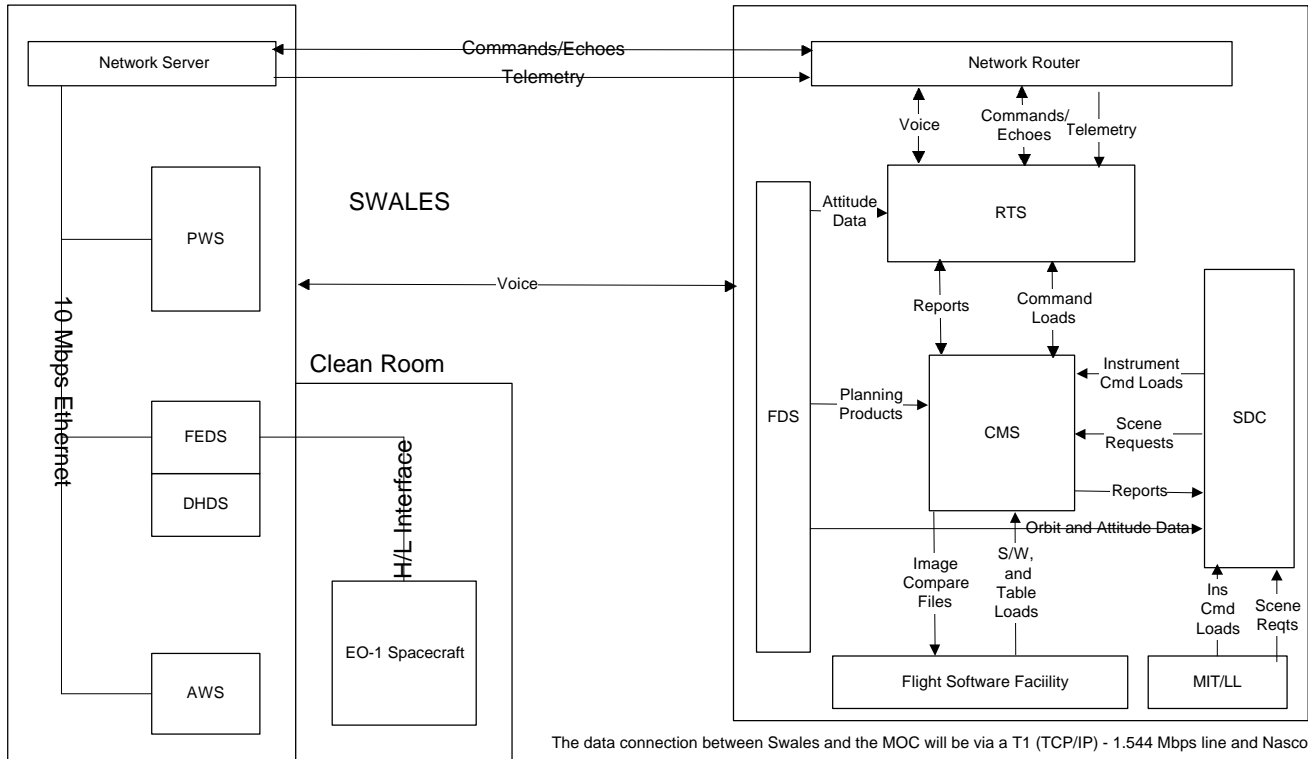 Network Server
Commands/Echoes
Telemetry
Network Router
Voice
Commands/
Echoes
Telemetry
PWS
SWALES
Attitude
Data
RTS
Voice
10 Mbps Ethernet
Reports
Command
Loads
Clean Room
Instrument
Cmd Loads
Planning
Products
FDS
CMS
SDC
Scene
Requests
FEDS
DHDS
H/L Interface
Reports
Orbit and Attitude Data
Image
Compare
Files
S/W,
and
Table
Loads
Ins
Cmd
Loads
Scene
Reqts
EO-1 Spacecraft
AWS
Flight Software Faciility
MIT/LL
The data connection between Swales and the MOC will be via a T1 (TCP/IP) - 1.544 Mbps line and Nasco